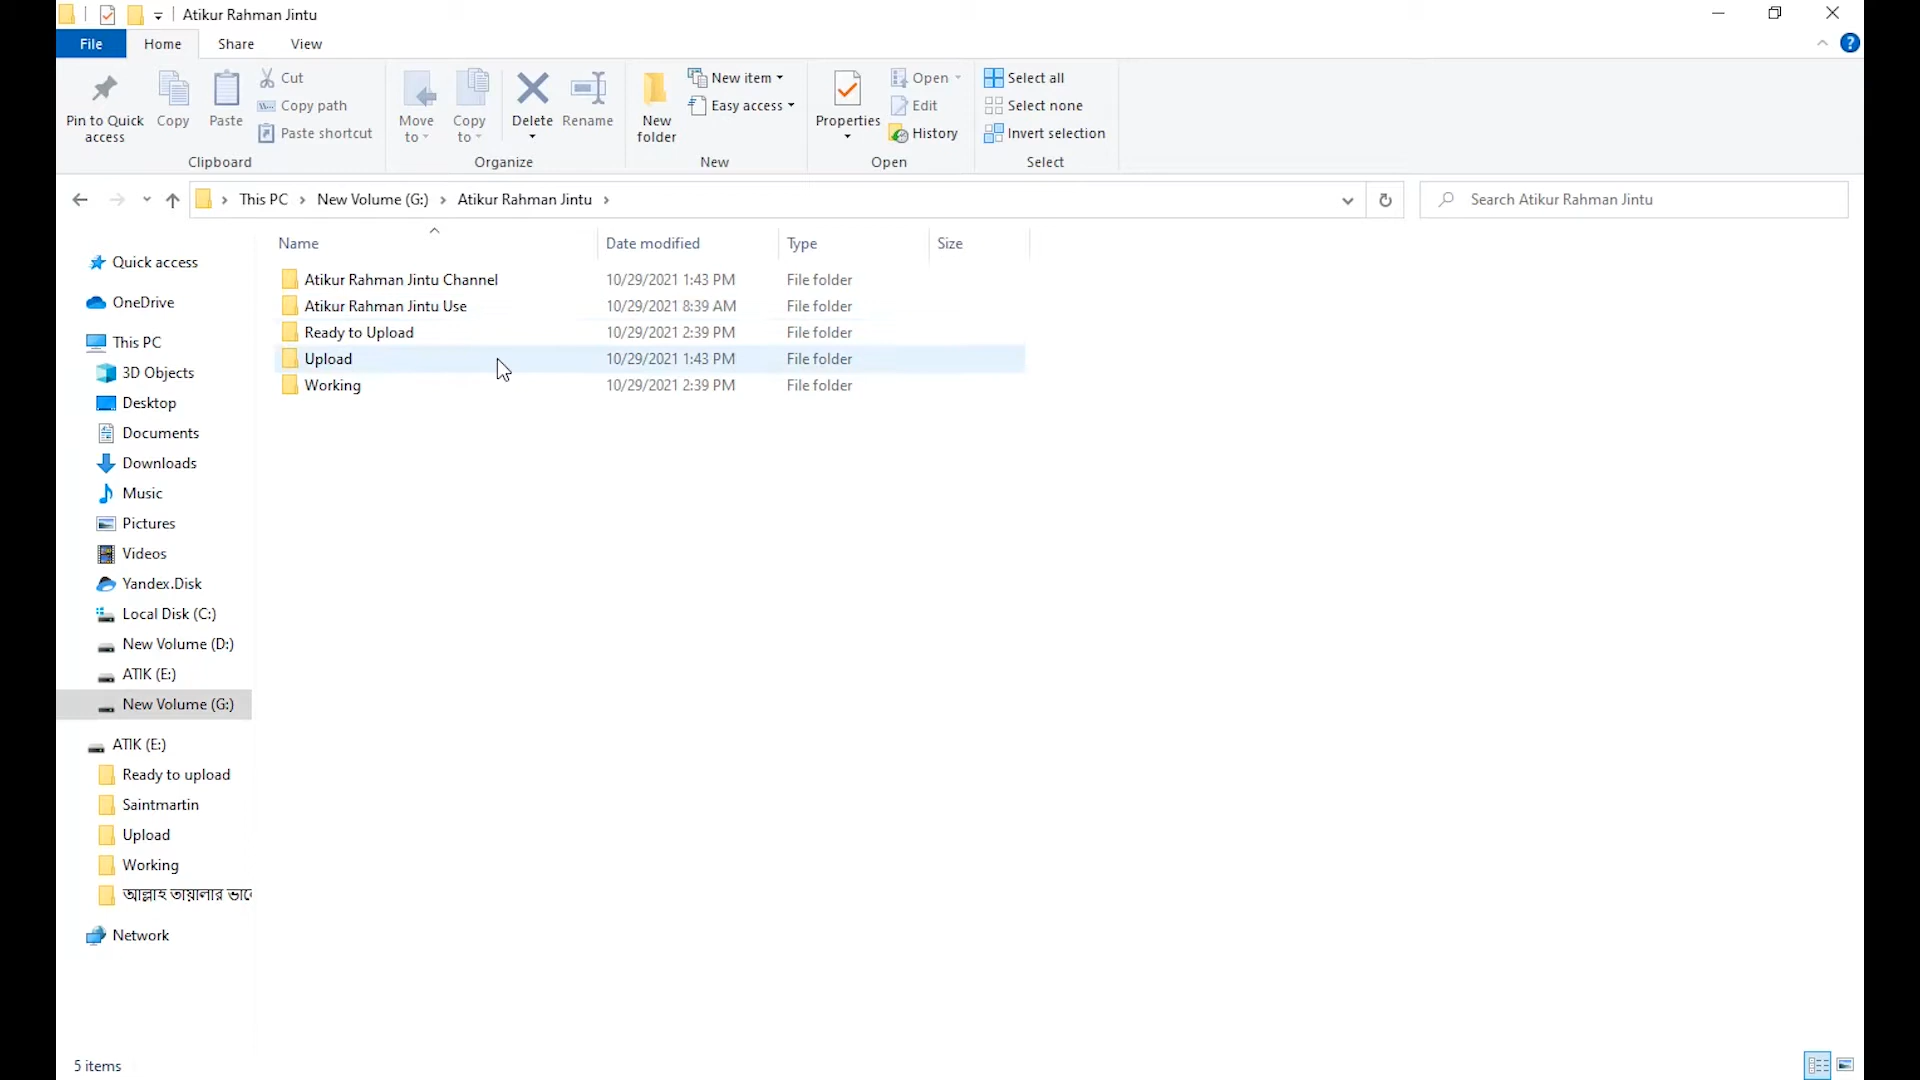 Atikur Rahman Jintu
File Home Share View
Pin to Quick access
Copy
Paste
Cut
Copy path
Paste shortcut
Clipboard
Move to
Copy to
Delete
Rename
Organize
New folder
New item
Easy access
New
Properties
Open
Edit
History
Open
Select all
Select none
Invert selection
Select
This PC New Volume (G:) Atikur Rahman Jintu
Search Atikur Rahman Jintu
Name Date modified Type Size
Atikur Rahman Jintu Channel 10/29/2021 1:43 PM File folder
Atikur Rahman Jintu Use 10/29/2021 8:39 AM File folder
Ready to Upload 10/29/2021 2:39 PM File folder
Upload 10/29/2021 1:43 PM File folder
Working 10/29/2021 2:39 PM File folder
Quick access
OneDrive
This PC
3D Objects
Desktop
Documents
Downloads
Music
Pictures
Videos
Yandex.Disk
Local Disk (C:)
New Volume (D:)
ATIK (E:)
New Volume (G:)
ATIK (E:)
Ready to upload
Saintmartin
Upload
Working
আল্লাহ তায়ালার
Network
5 items